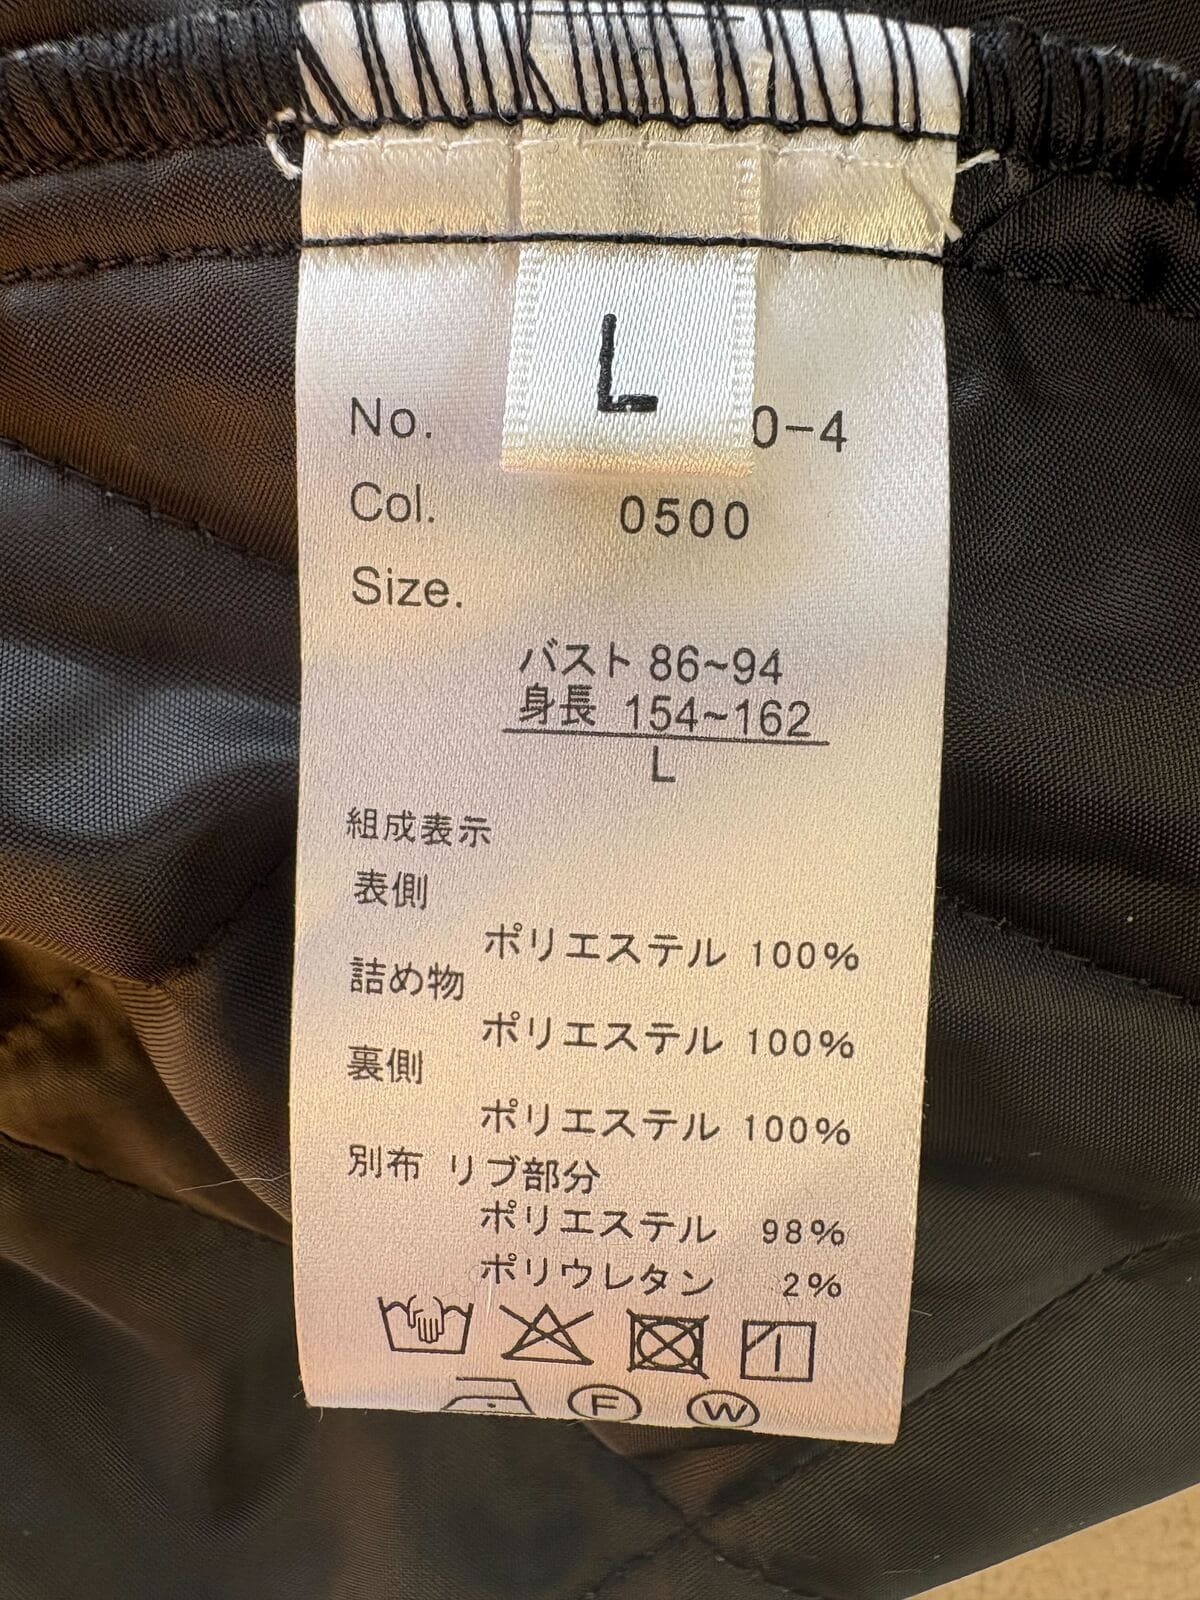 L
No. 0-4
Col. 0500
Size.
バスト 86~94
身長 154~162
L
組成表示
表側
ポリエステル 100%
詰め物
ポリエステル 100%
裏側
ポリエステル 100%
別布 リブ部分
ポリエステル 98%
ポリウレタン 2%
F W